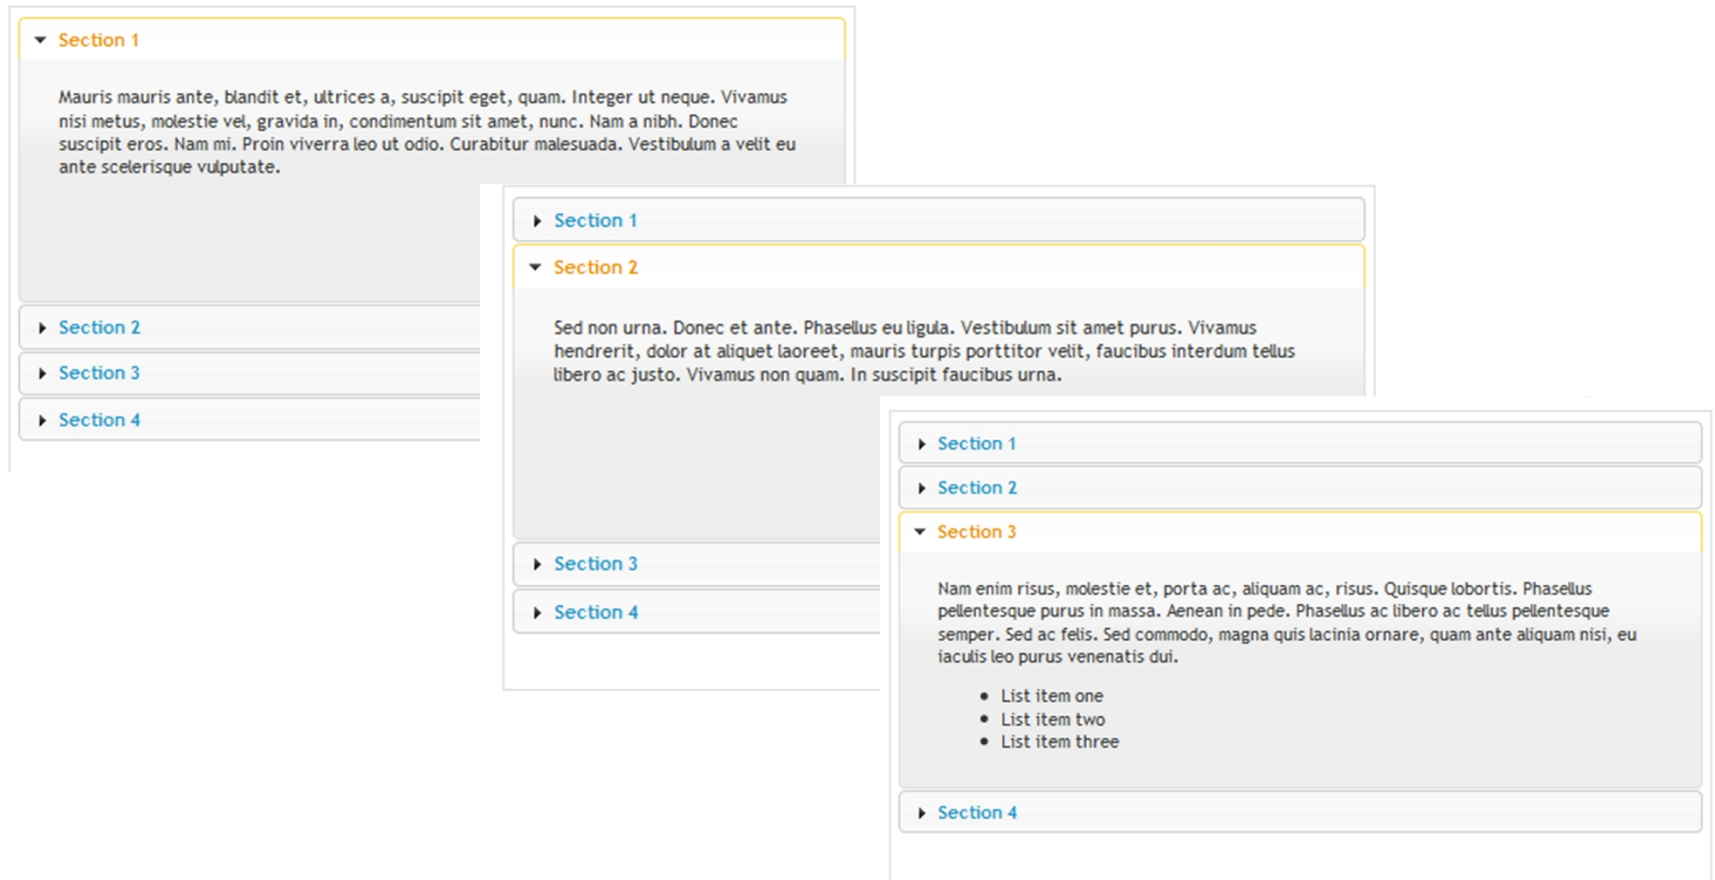 Section 1
Mauris mauris ante, blandit et, ultrices a, suscipit eget, quam. Integer ut neque. Vivamus
nisi metus, molestie vel, gravida in, condimentum sit amet, nunc. Nam a nibh. Donec
suscipit eros. Nam mi. Proin viverra leo ut odio. Curabitur malesuada. Vestibulum a velit eu
ante scelerisque vulputate.
Section 2
Section 3
Section 4
Section 1
Section 2
Sed non urna. Donec et ante. Phasellus eu ligula. Vestibulum sit amet purus. Vivamus
hendrerit, dolor at aliquet laoreet, mauris turpis porttitor velit, faucibus interdum tellus
libero ac justo. Vivamus non quam. In suscipit faucibus urna.
Section 3
Section 4
Section 1
Section 2
Section 3
Nam enim risus, molestie et, porta ac, aliquam ac, risus. Quisque lobortis. Phasellus
pellentesque purus in massa. Aenean in pede. Phasellus ac libero ac tellus pellentesque
semper. Sed ac felis. Sed commodo, magna quis lacinia ornare, quam ante aliquam nisi, eu
iaculis leo purus venenatis dui.
• List item one
• List item two
• List item three
Section 4